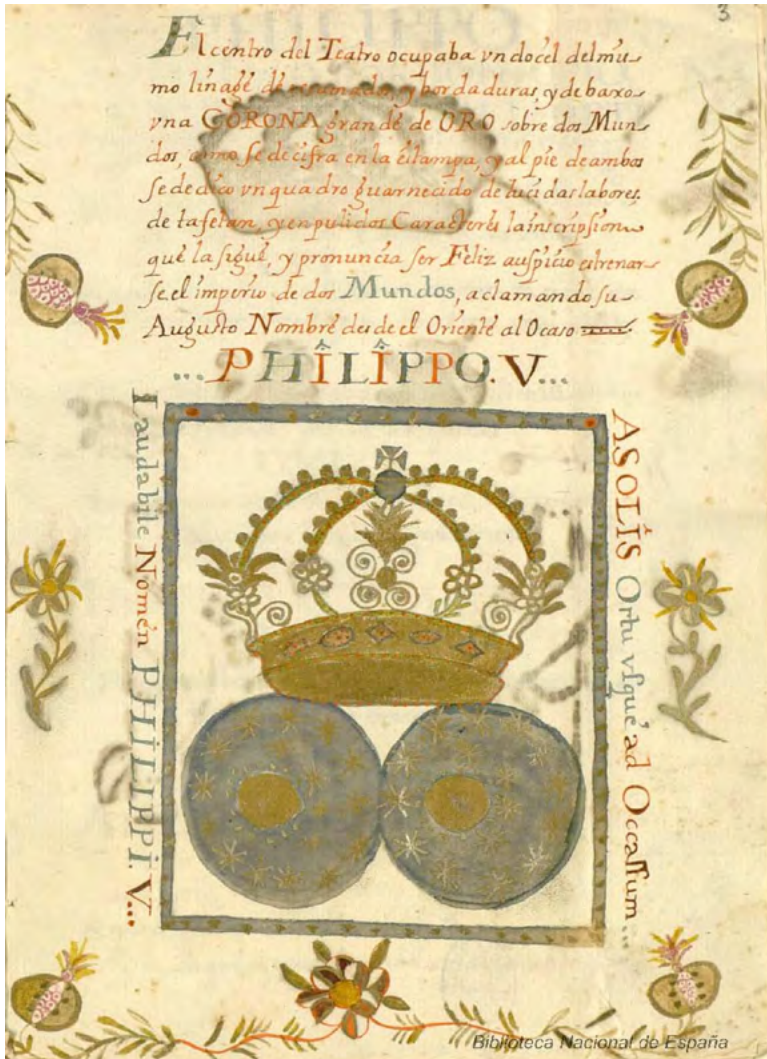 3
El centro del Teatro ocupaba vn docel del mis-
mo linage de recamados, y bordaduras, y debaxo
vna CORONA grande de ORO sobre dos Mun-
dos, como se decifra en la estampa, y al pie de ambos
se dedico vn quadro guarnecido de lucidas labores
de tafetan, y en pulidos Caracteres la inscripsion
que la sigue, y pronuncia ser Feliz auspicio estrenar-
se el imperio de dos Mundos, aclamando su
Augusto Nombre desde el Oriente al Ocaso
...PHILIPPO. V...
A SOLIS Ortu vsque ad Occassum...
Laudabile Nomen PHILIPPI. V...
Biblioteca Nacional de España